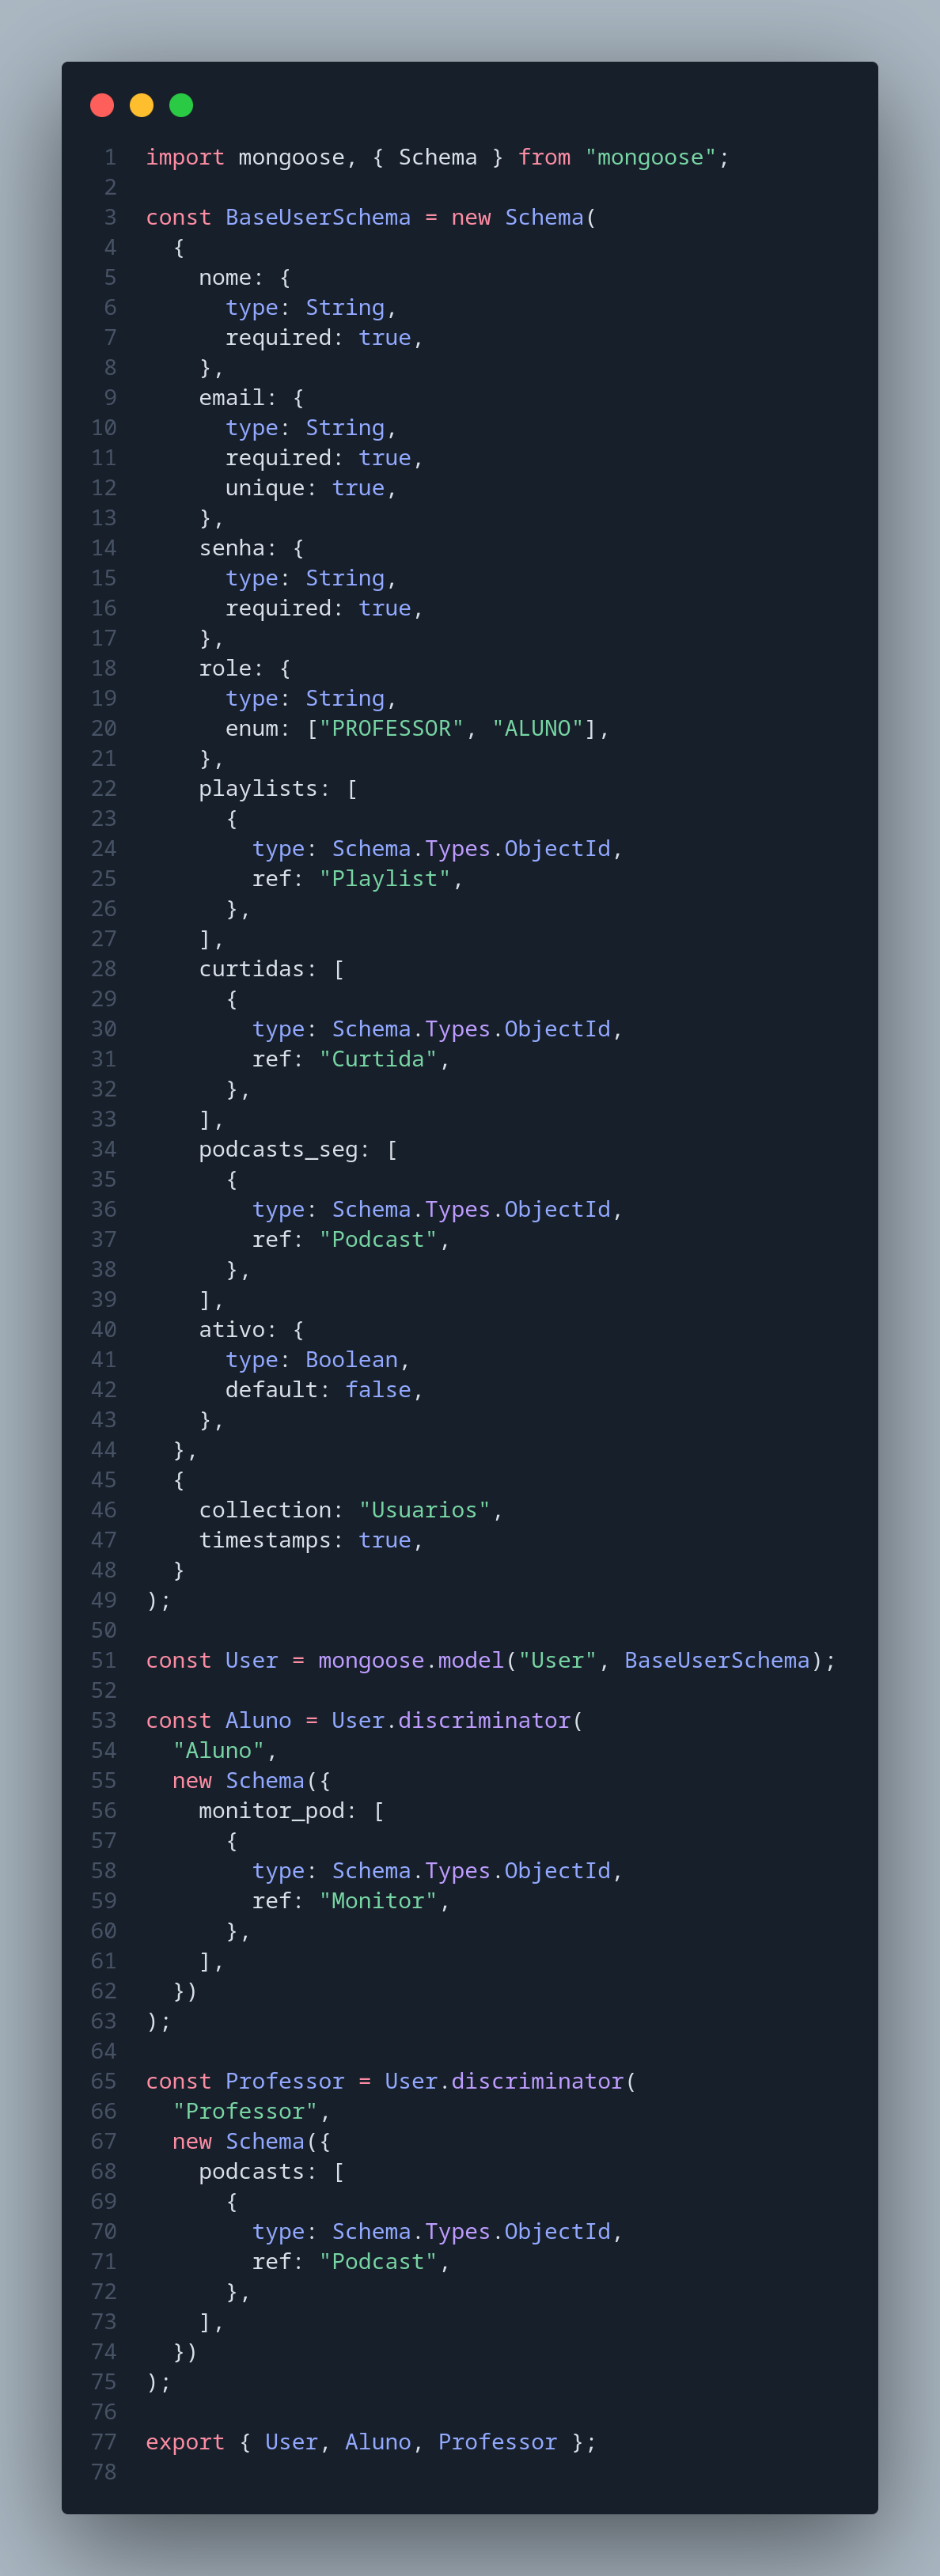 1 import mongoose, { Schema } from "mongoose";
2
3 const BaseUserSchema = new Schema(
4   {
5     nome: {
6       type: String,
7       required: true,
8     },
9     email: {
10       type: String,
11       required: true,
12       unique: true,
13     },
14     senha: {
15       type: String,
16       required: true,
17     },
18     role: {
19       type: String,
20       enum: ["PROFESSOR", "ALUNO"],
21     },
22     playlists: [
23       {
24         type: Schema.Types.ObjectId,
25         ref: "Playlist",
26       },
27     ],
28     curtidas: [
29       {
30         type: Schema.Types.ObjectId,
31         ref: "Curtida",
32       },
33     ],
34     podcasts_seg: [
35       {
36         type: Schema.Types.ObjectId,
37         ref: "Podcast",
38       },
39     ],
40     ativo: {
41       type: Boolean,
42       default: false,
43     },
44   },
45   {
46     collection: "Usuarios",
47     timestamps: true,
48   }
49 );
50
51 const User = mongoose.model("User", BaseUserSchema);
52
53 const Aluno = User.discriminator(
54   "Aluno",
55   new Schema({
56     monitor_pod: [
57       {
58         type: Schema.Types.ObjectId,
59         ref: "Monitor",
60       },
61     ],
62   })
63 );
64
65 const Professor = User.discriminator(
66   "Professor",
67   new Schema({
68     podcasts: [
69       {
70         type: Schema.Types.ObjectId,
71         ref: "Podcast",
72       },
73     ],
74   })
75 );
76
77 export { User, Aluno, Professor };
78